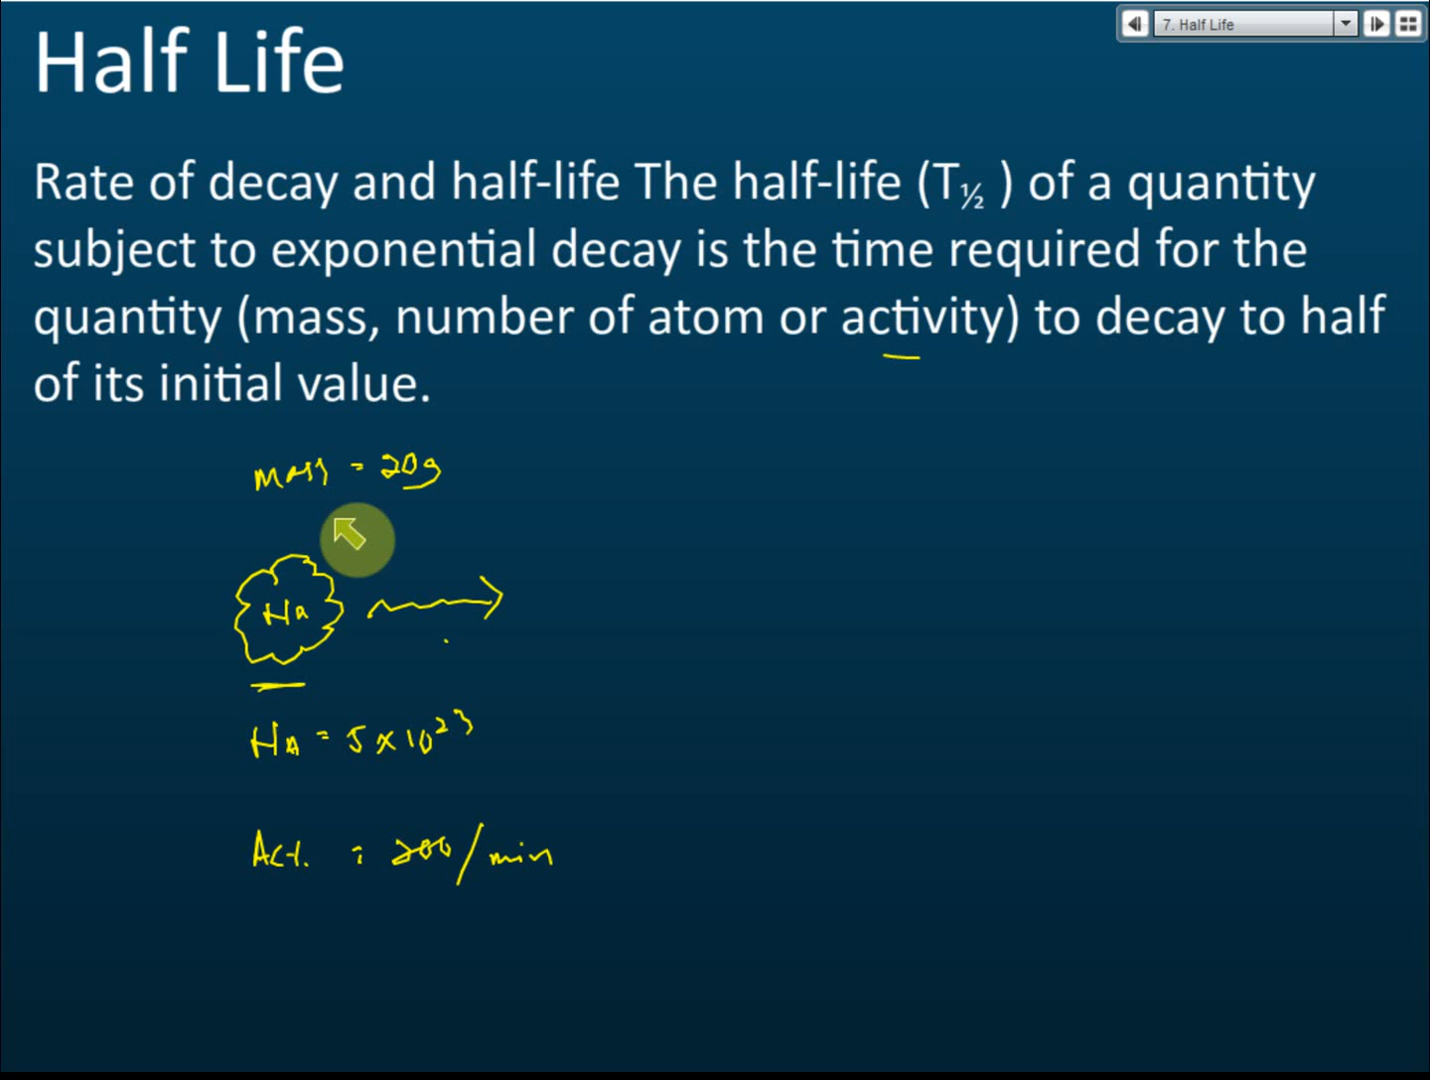 7. Half Life
Half Life
Rate of decay and half-life The half-life (T½ ) of a quantity
subject to exponential decay is the time required for the
quantity (mass, number of atom or activity) to decay to half
of its initial value.
mass = 20g
HA
HA = 5 x 10²³
Act. = 200/min